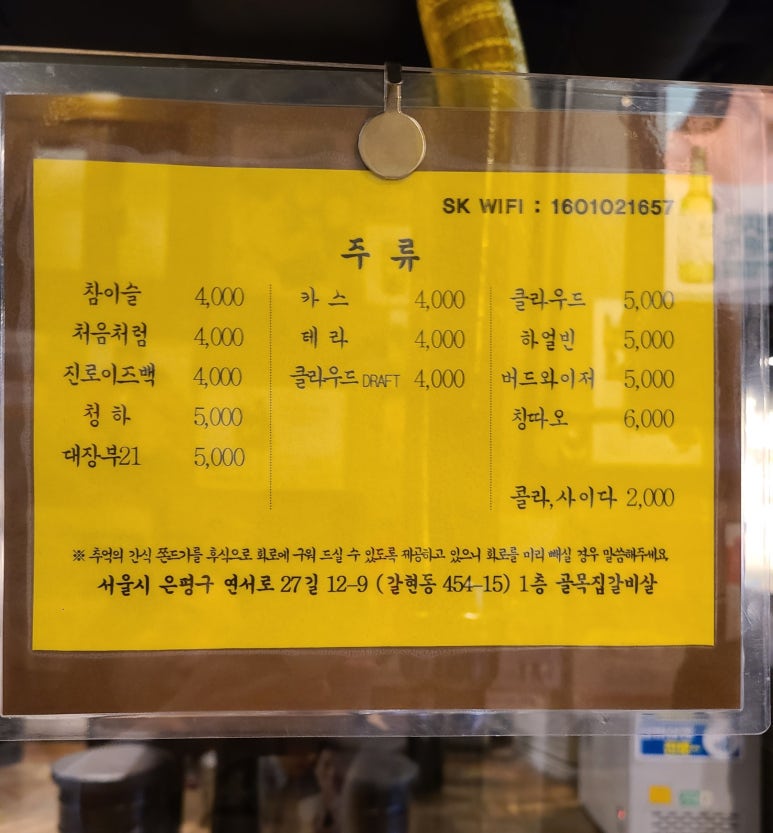 SK WIFI : 1601021657
주 류
참이슬 4,000
처음처럼 4,000
진로이즈백 4,000
청 하 5,000
대장부21 5,000
카 스 4,000
테 라 4,000
클라우드 DRAFT 4,000
클라우드 5,000
하얼빈 5,000
버드와이저 5,000
칭따오 6,000
콜라,사이다 2,000
※ 추억의 간식 쫀드기를 후식으로 화로에 구워 드실 수 있도록 제공하고 있으니 화로를 미리 빼실 경우 말씀해주세요.
서울시 은평구 연서로 27길 12-9 (갈현동 454-15) 1층 골목집갈비살